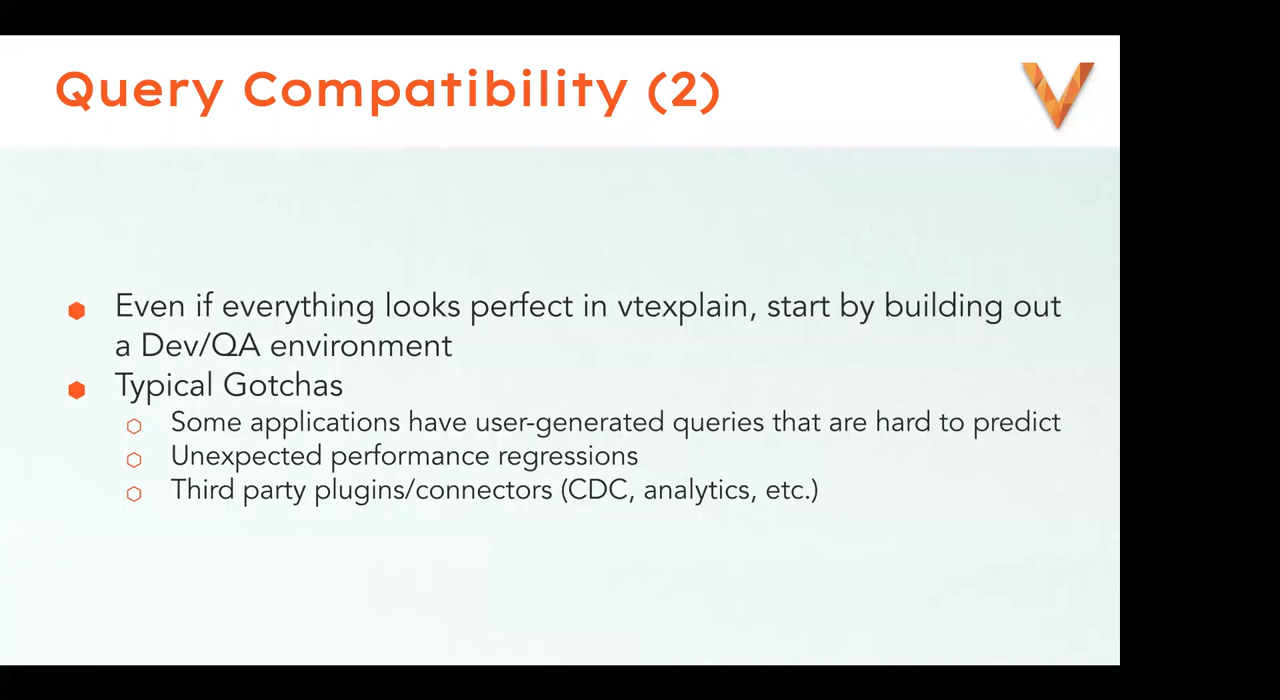 Query Compatibility (2)
Even if everything looks perfect in vtexplain, start by building out
a Dev/QA environment
Typical Gotchas
Some applications have user-generated queries that are hard to predict
Unexpected performance regressions
Third party plugins/connectors (CDC, analytics, etc.)